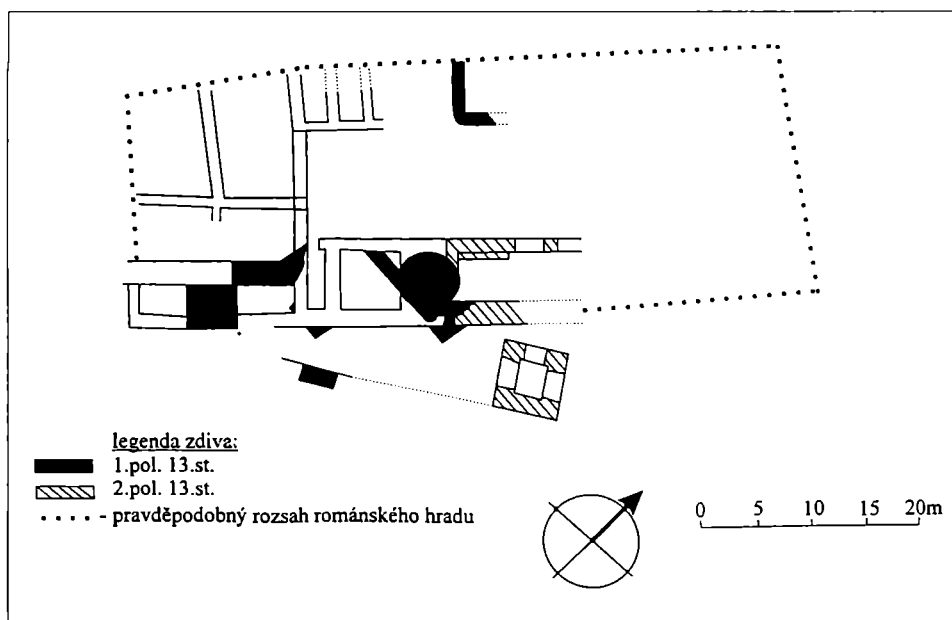 legenda zdiva:
1.pol. 13.st.
2.pol. 13.st.
- pravděpodobný rozsah románského hradu
0 5 10 15 20m